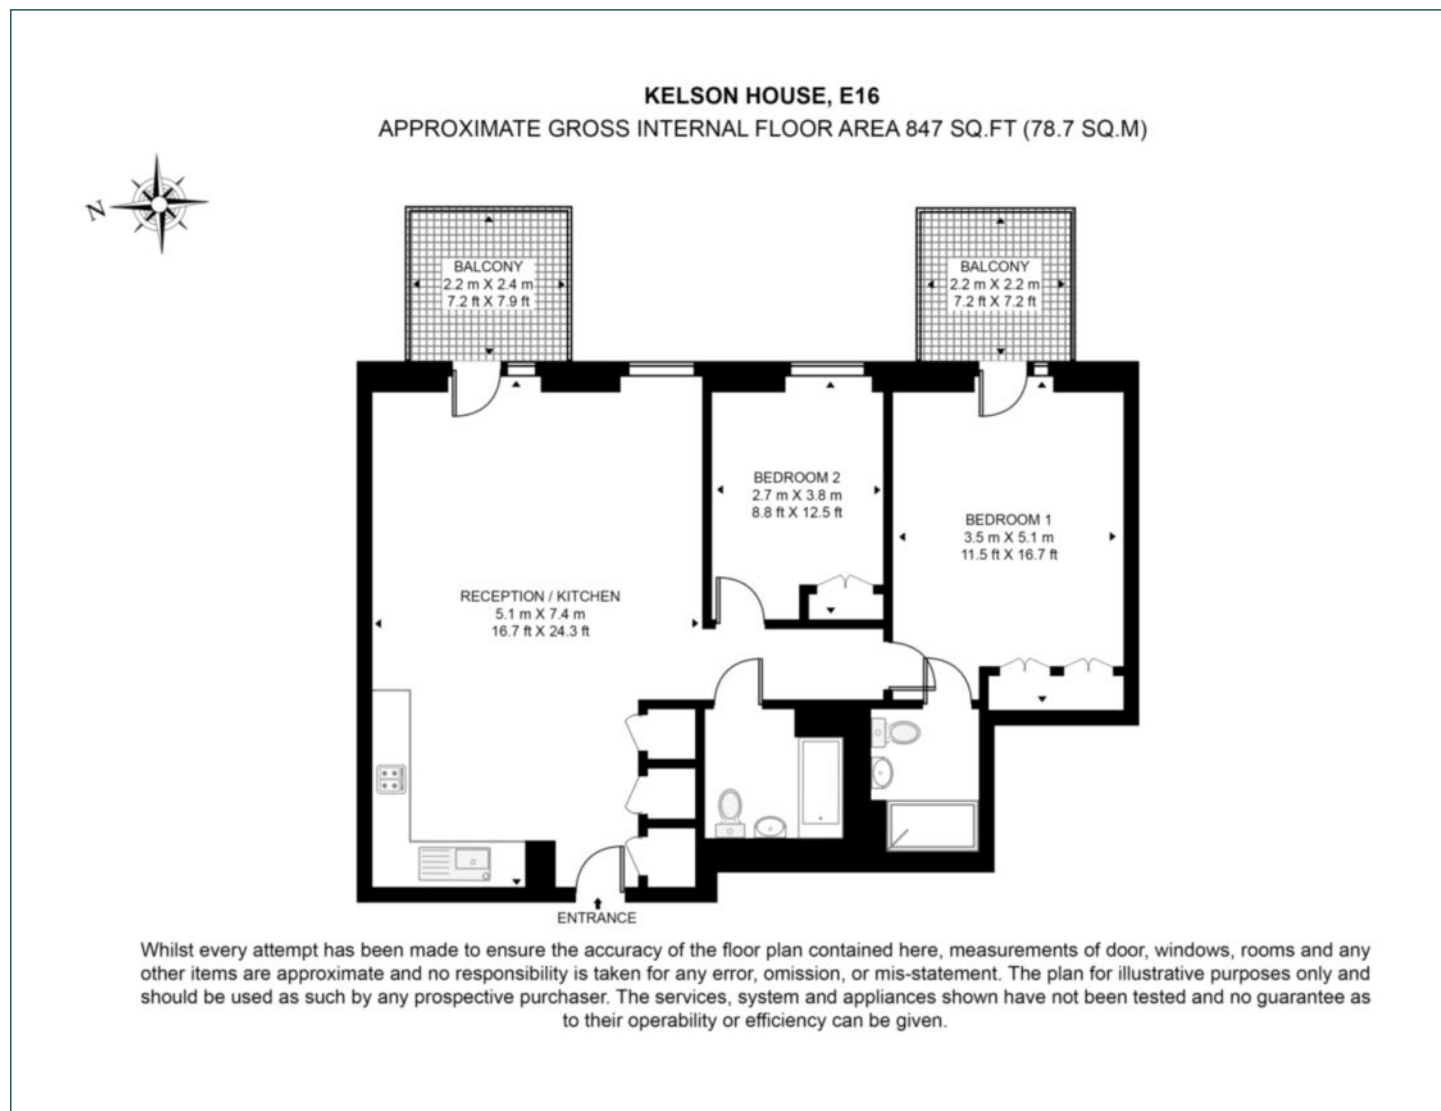 KELSON HOUSE, E16
APPROXIMATE GROSS INTERNAL FLOOR AREA 847 SQ.FT (78.7 SQ.M)
N
BALCONY
2.2 m X 2.4 m
7.2 ft X 7.9 ft
BALCONY
2.2 m X 2.2 m
7.2 ft X 7.2 ft
BEDROOM 2
2.7 m X 3.8 m
8.8 ft X 12.5 ft
BEDROOM 1
3.5 m X 5.1 m
11.5 ft X 16.7 ft
RECEPTION / KITCHEN
5.1 m X 7.4 m
16.7 ft X 24.3 ft
ENTRANCE
Whilst every attempt has been made to ensure the accuracy of the floor plan contained here, measurements of door, windows, rooms and any
other items are approximate and no responsibility is taken for any error, omission, or mis-statement. The plan for illustrative purposes only and
should be used as such by any prospective purchaser. The services, system and appliances shown have not been tested and no guarantee as
to their operability or efficiency can be given.